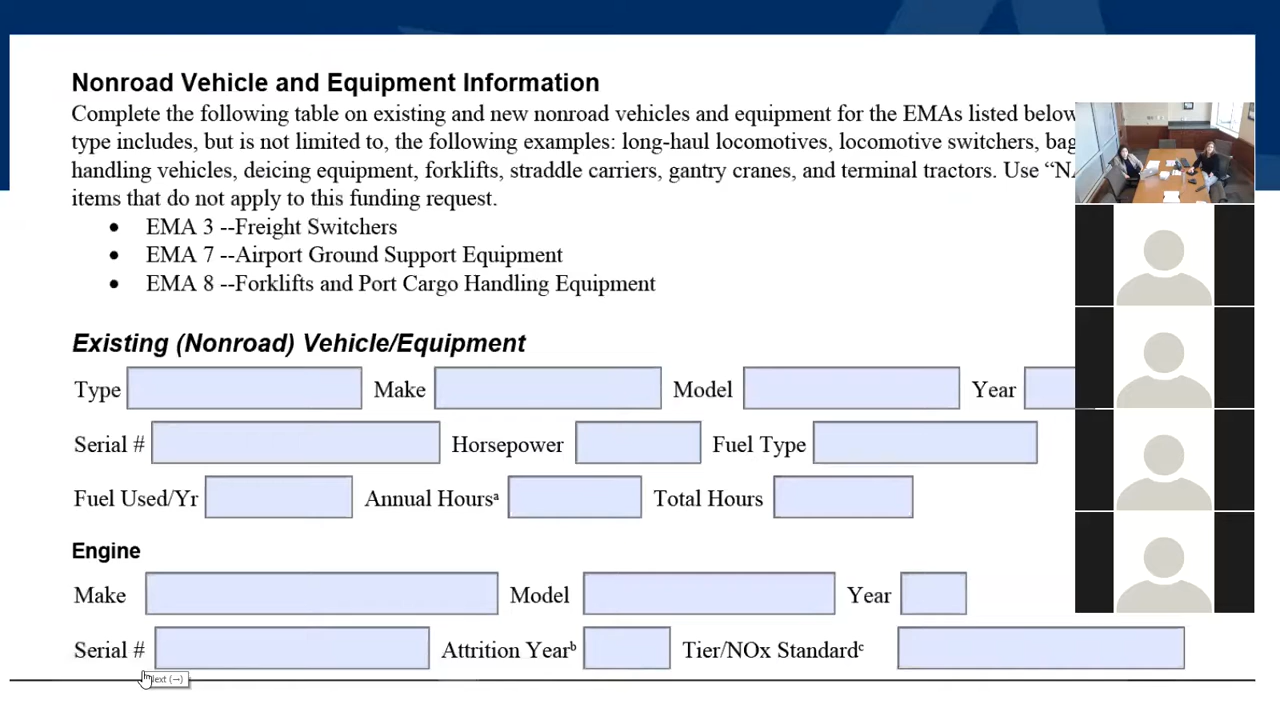 Nonroad Vehicle and Equipment Information
Complete the following table on existing and new nonroad vehicles and equipment for the EMAs listed below
type includes, but is not limited to, the following examples: long-haul locomotives, locomotive switchers,
handling vehicles, deicing equipment, forklifts, straddle carriers, gantry cranes, and terminal tractors. Use
items that do not apply to this funding request.
• EMA 3 --Freight Switchers
• EMA 7 --Airport Ground Support Equipment
• EMA 8 --Forklifts and Port Cargo Handling Equipment
Existing (Nonroad) Vehicle/Equipment
Type Make Model Year
Serial # Horsepower Fuel Type
Fuel Used/Yr Annual Hoursᵃ Total Hours
Engine
Make Model Year
Serial # Attrition Yearᵇ Tier/NOx Standardᶜ
(→)